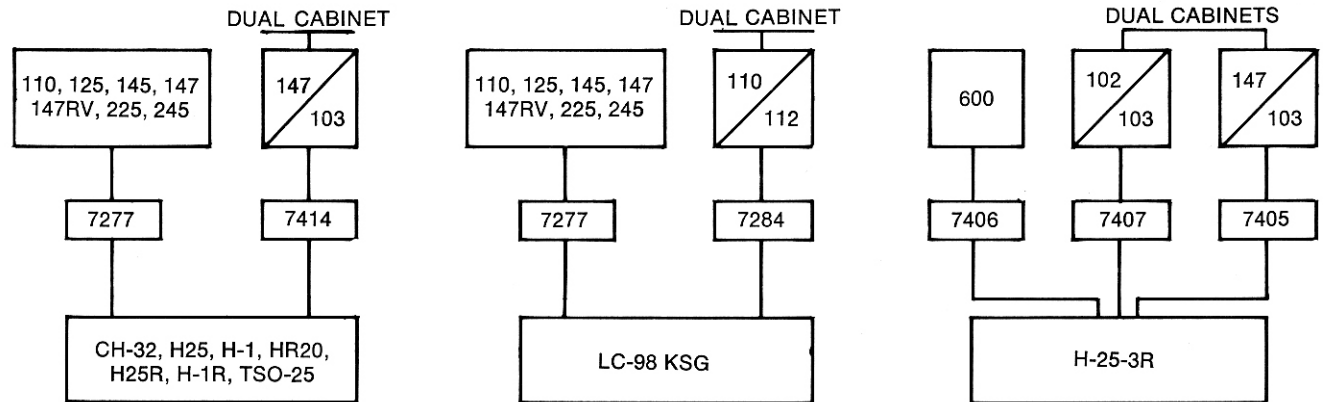 DUAL CABINET
110, 125, 145, 147
147RV, 225, 245
147
103
7277
7414
CH-32, H25, H-1, HR20,
H25R, H-1R, TSO-25
DUAL CABINET
110, 125, 145, 147
147RV, 225, 245
110
112
7277
7284
LC-98 KSG
DUAL CABINETS
600
102
103
147
103
7406
7407
7405
H-25-3R